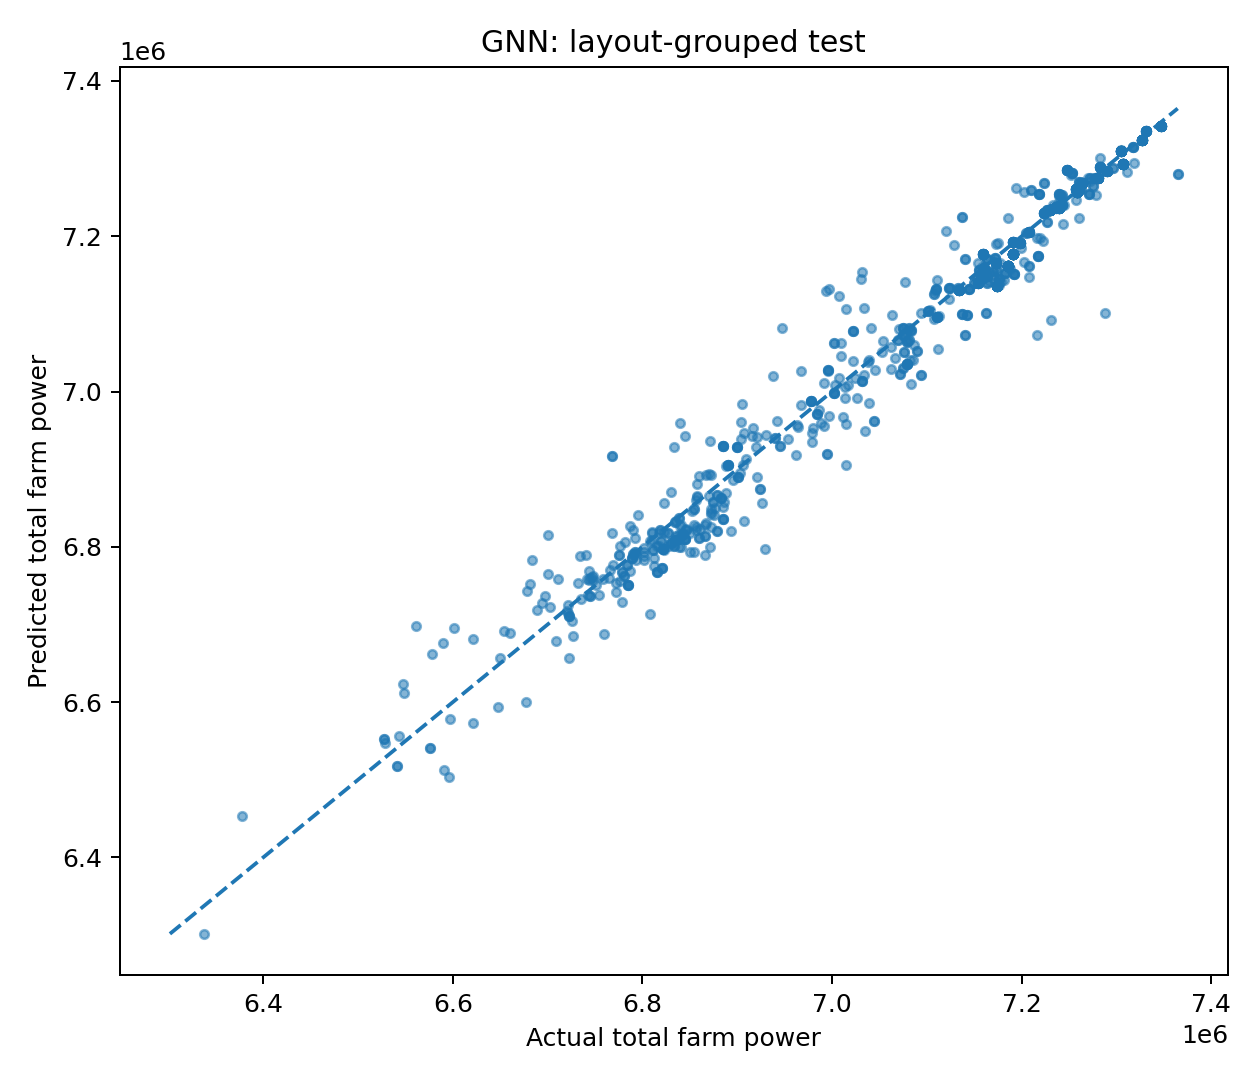 GNN: layout-grouped test
1e6
7.4
7.2
7.0
6.8
6.6
6.4
Predicted total farm power
6.4 6.6 6.8 7.0 7.2 7.4
1e6
Actual total farm power